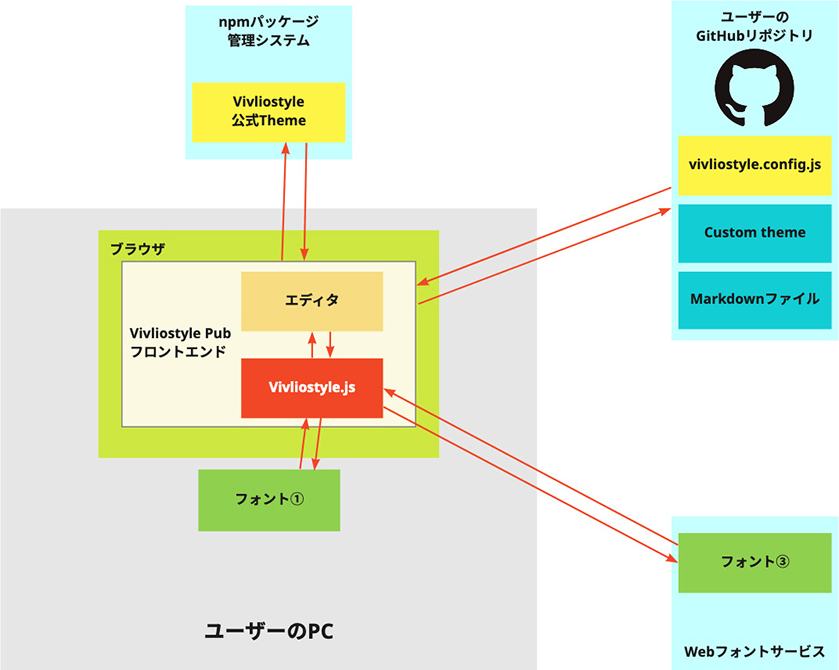 npmパッケージ
管理システム
Vivliostyle
公式Theme
ユーザーの
GitHubリポジトリ
vivliostyle.config.js
Custom theme
Markdownファイル
ブラウザ
エディタ
Vivliostyle Pub
フロントエンド
Vivliostyle.js
フォント①
ユーザーのPC
フォント③
Webフォントサービス